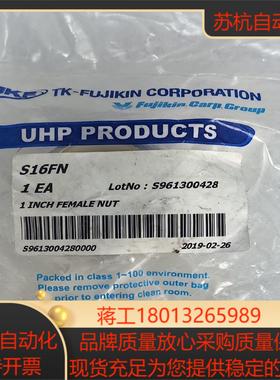 苏杭自动
TK-FUJIKIN CORPORATION
Fujikin Carp. Group
UHP PRODUCTS
S16FN
1 EA
LotNo : S961300428
1 INCH FEMALE NUT
S9613004280000
2019-02-26
Packed in class 1~100 environment.
Please remove protective outer bag
prior to entering clean room.
自动化
蒋工18013265989
品牌质量放心采购质量保
开票
现货充足为您提供稳定的